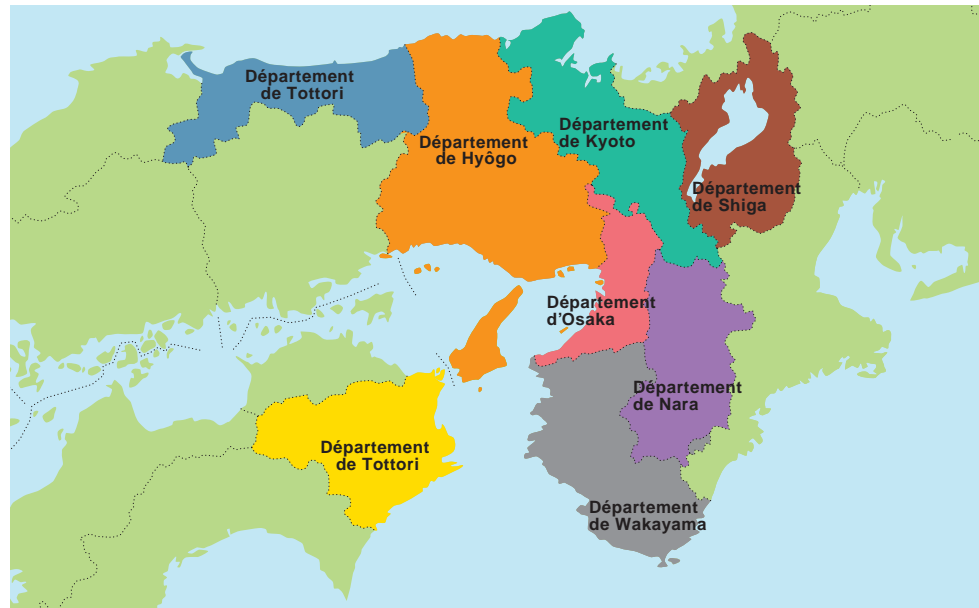 Département
de Tottori
Département
de Hyôgo
Département
de Kyoto
Département
de Shiga
Département
d'Osaka
Département
de Nara
Département
de Tottori
Département
de Wakayama